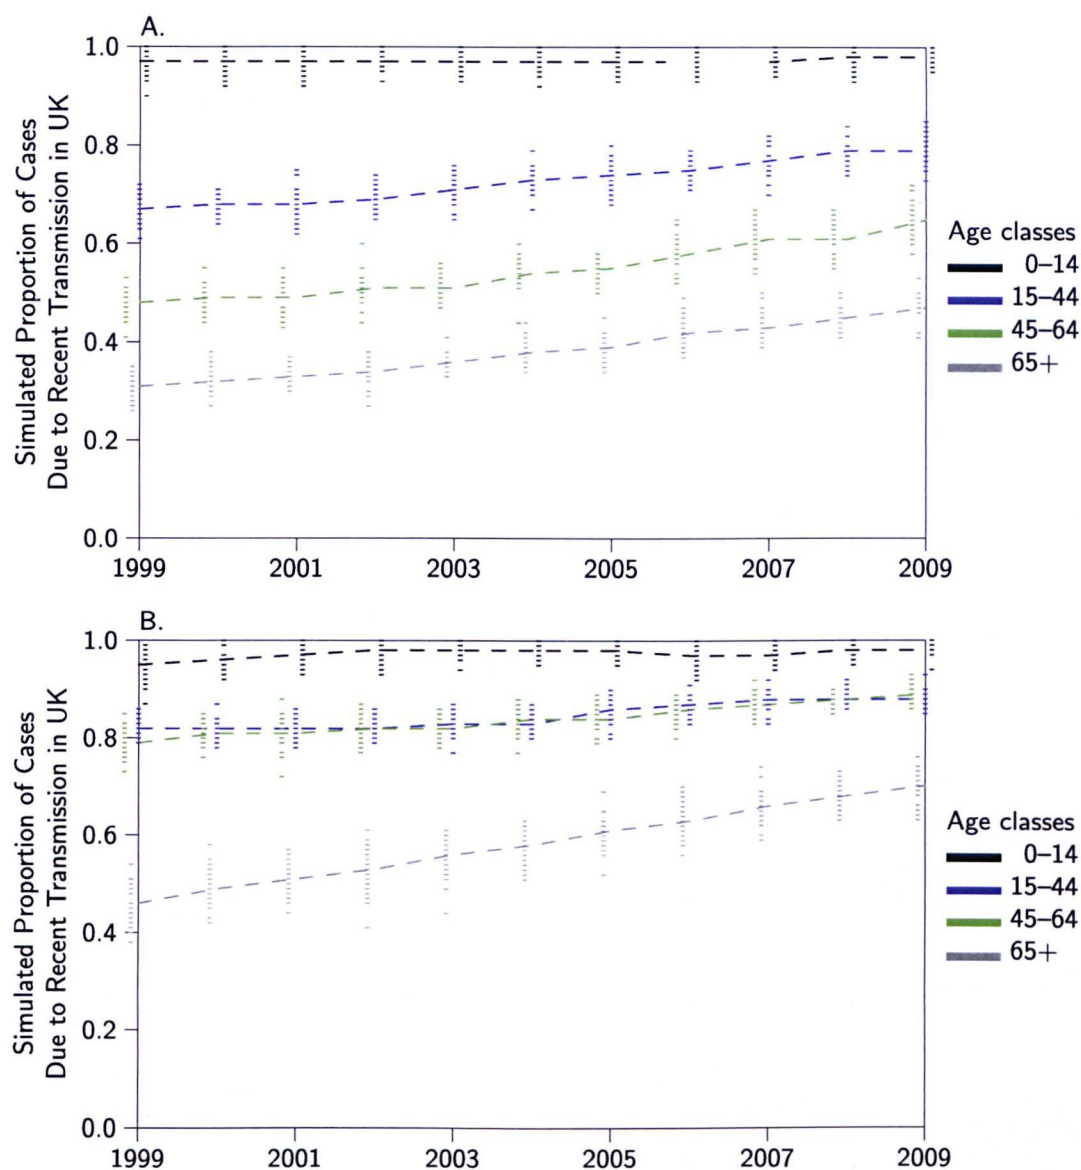 A.
Simulated Proportion of Cases
Due to Recent Transmission in UK
1.0
0.8
0.6
0.4
0.2
0.0
1999 2001 2003 2005 2007 2009
Age classes
0–14
15–44
45–64
65+
B.
Simulated Proportion of Cases
Due to Recent Transmission in UK
1.0
0.8
0.6
0.4
0.2
0.0
1999 2001 2003 2005 2007 2009
Age classes
0–14
15–44
45–64
65+